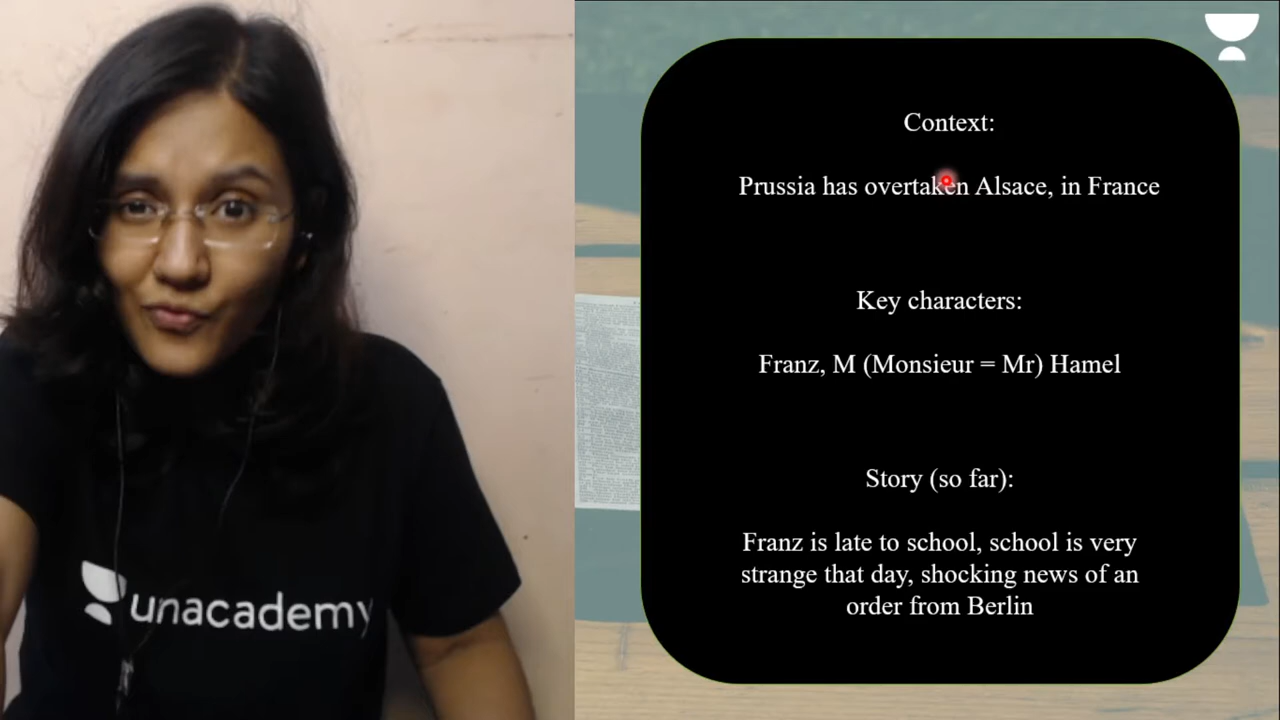 unacademy
Context:
Prussia has overtaken Alsace, in France
Key characters:
Franz, M (Monsieur = Mr) Hamel
Story (so far):
Franz is late to school, school is very
strange that day, shocking news of an
order from Berlin